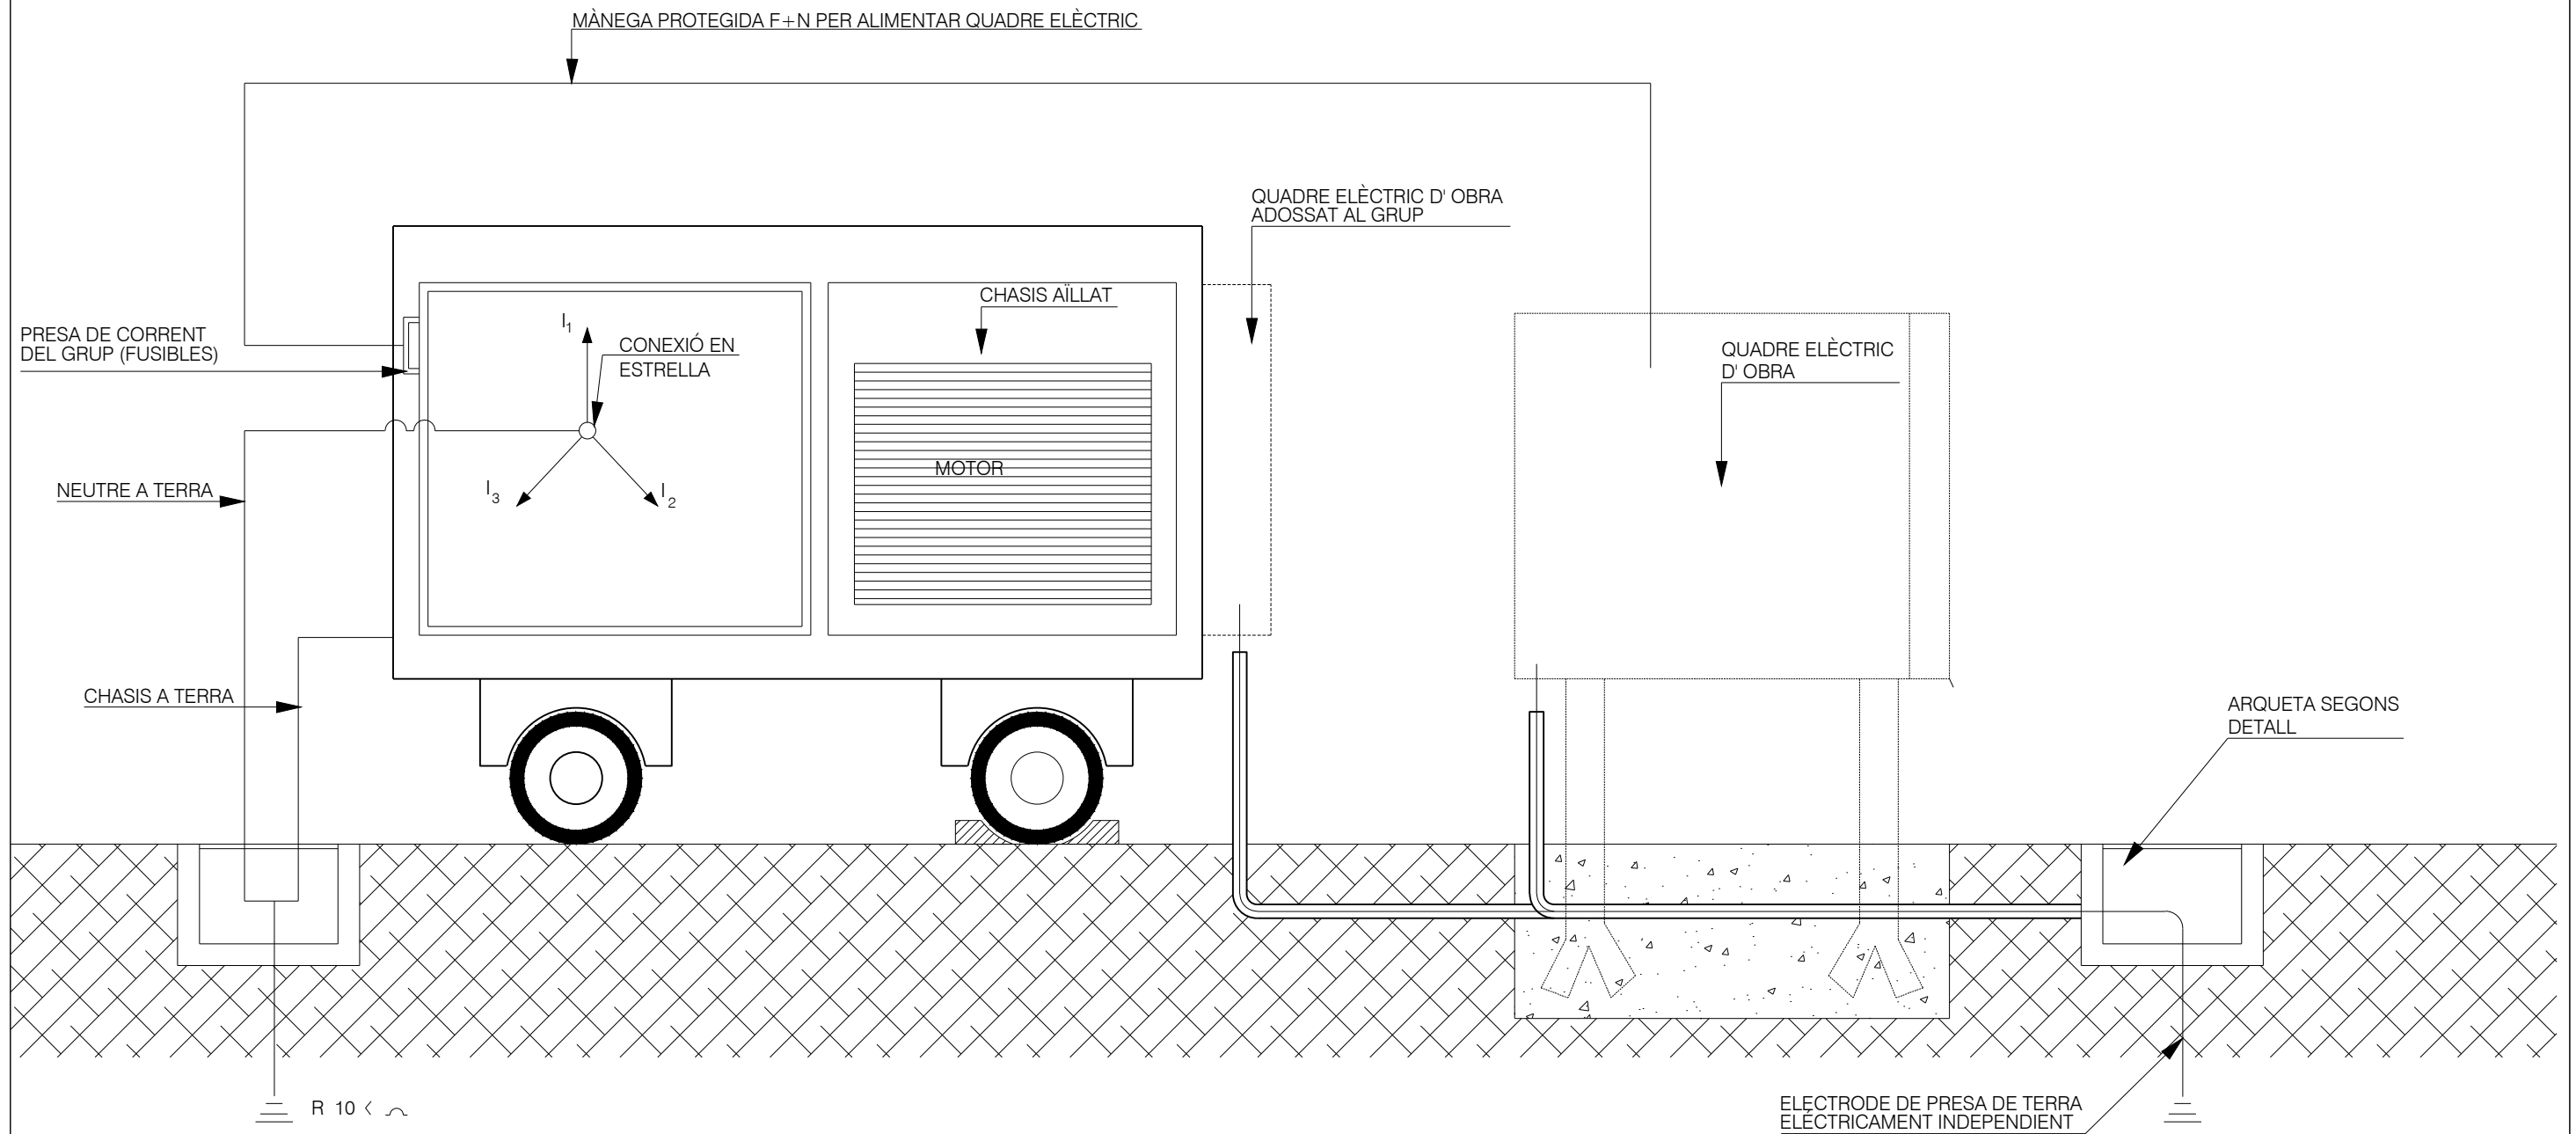 MÀNEGA PROTEGIDA F+N PER ALIMENTAR QUADRE ELÈCTRIC
QUADRE ELÈCTRIC D' OBRA
ADOSSAT AL GRUP
CHASIS AÏLLAT
PRESA DE CORRENT
DEL GRUP (FUSIBLES)
I1
CONEXIÓ EN
ESTRELLA
QUADRE ELÈCTRIC
D' OBRA
MOTOR
NEUTRE A TERRA
I3
I2
CHASIS A TERRA
ARQUETA SEGONS
DETALL
R 10 <
ELECTRODE DE PRESA DE TERRA
ELÉCTRICAMENT INDEPENDENT